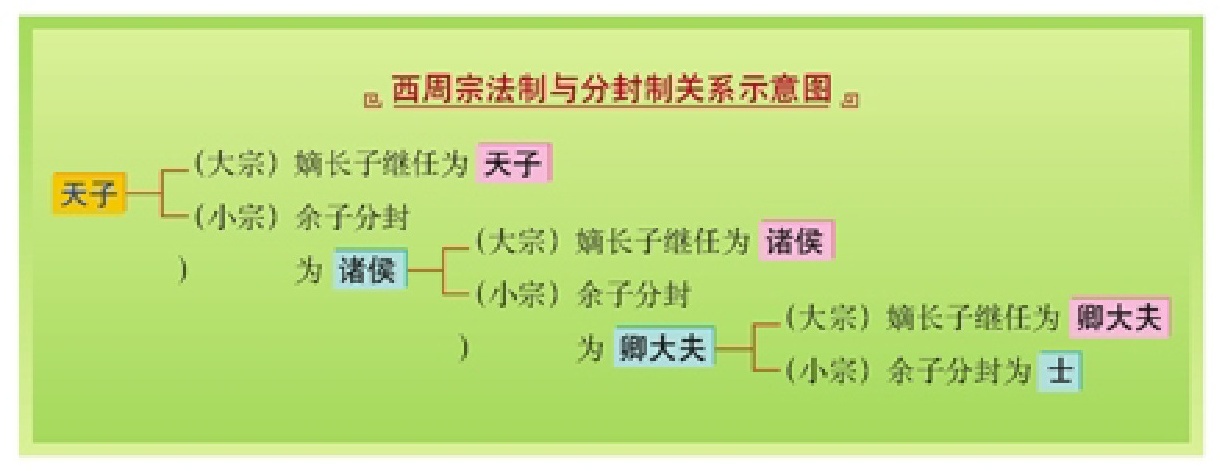 西周宗法制与分封制关系示意图
天子
(大宗) 嫡长子继任为 天子
(小宗) 余子分封
) 为 诸侯
(大宗) 嫡长子继任为 诸侯
(小宗) 余子分封
) 为 卿大夫
(大宗) 嫡长子继任为 卿大夫
(小宗) 余子分封为 士